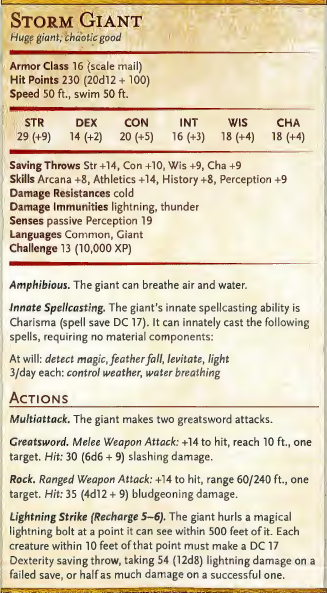 STORM GIANT
Huge giant, chaotic good
Armor Class 16 (scale mail)
Hit Points 230 (20d12 + 100)
Speed 50 ft., swim 50 ft.
STR DEX CON INT WIS CHA
29 (+9) 14 (+2) 20 (+5) 16 (+3) 18 (+4) 18 (+4)
Saving Throws Str +14, Con +10, Wis +9, Cha +9
Skills Arcana +8, Athletics +14, History +8, Perception +9
Damage Resistances cold
Damage Immunities lightning, thunder
Senses passive Perception 19
Languages Common, Giant
Challenge 13 (10,000 XP)
Amphibious. The giant can breathe air and water.
Innate Spellcasting. The giant's innate spellcasting ability is
Charisma (spell save DC 17). It can innately cast the following
spells, requiring no material components:
At will: detect magic, feather fall, levitate, light
3/day each: control weather, water breathing
ACTIONS
Multiattack. The giant makes two greatsword attacks.
Greatsword. Melee Weapon Attack: +14 to hit, reach 10 ft., one
target. Hit: 30 (6d6 + 9) slashing damage.
Rock. Ranged Weapon Attack: +14 to hit, range 60/240 ft., one
target. Hit: 35 (4d12 + 9) bludgeoning damage.
Lightning Strike (Recharge 5–6). The giant hurls a magical
lightning bolt at a point it can see within 500 feet of it. Each
creature within 10 feet of that point must make a DC 17
Dexterity saving throw, taking 54 (12d8) lightning damage on a
failed save, or half as much damage on a successful one.